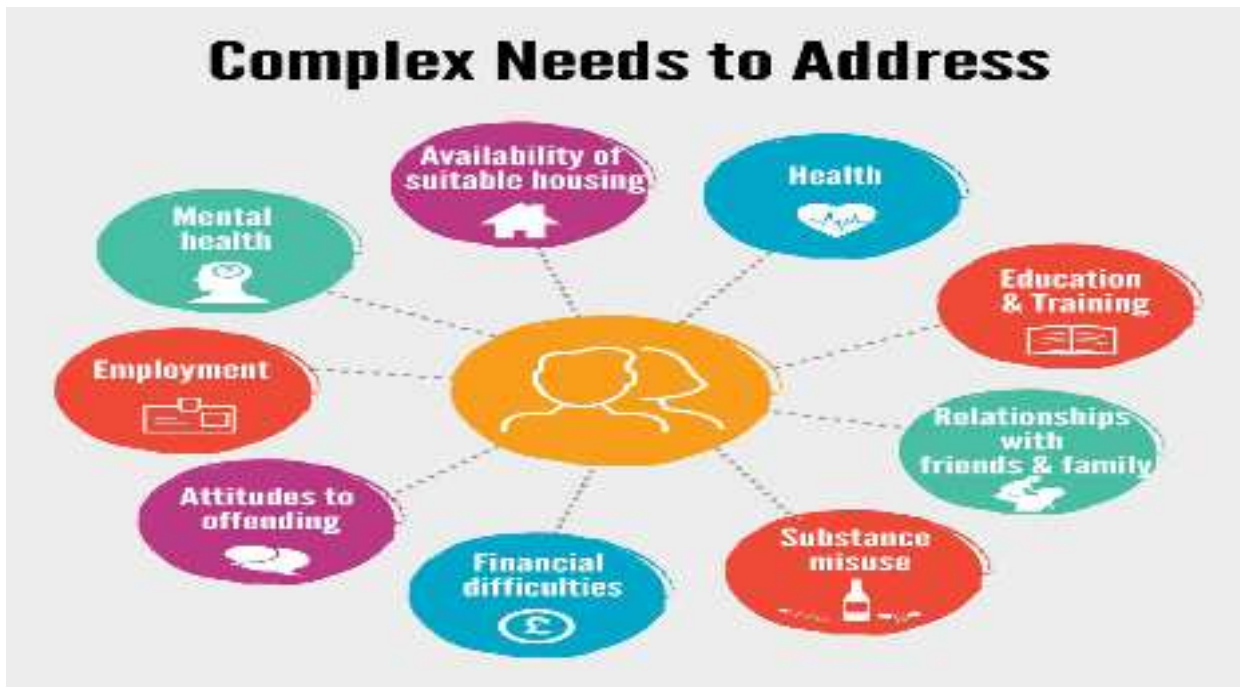 Complex Needs to Address
Availability of
suitable housing
Health
Mental
health
Education
& Training
Employment
Relationships
with
friends & family
Attitudes to
offending
Substance
misuse
Financial
difficulties
£